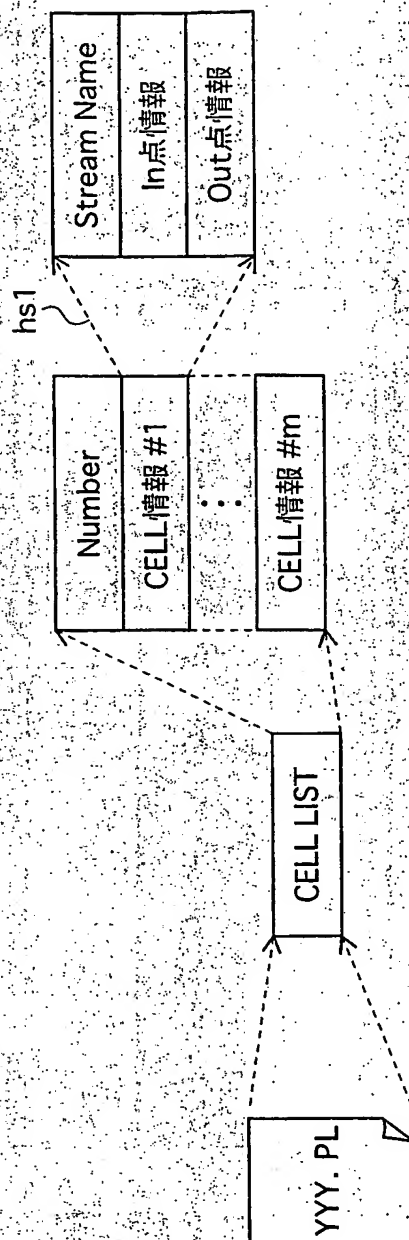 YYY. PL
CELL LIST
Number
CELL情報 #1
...
CELL情報 #m
hs1
Stream Name
In点情報
Out点情報